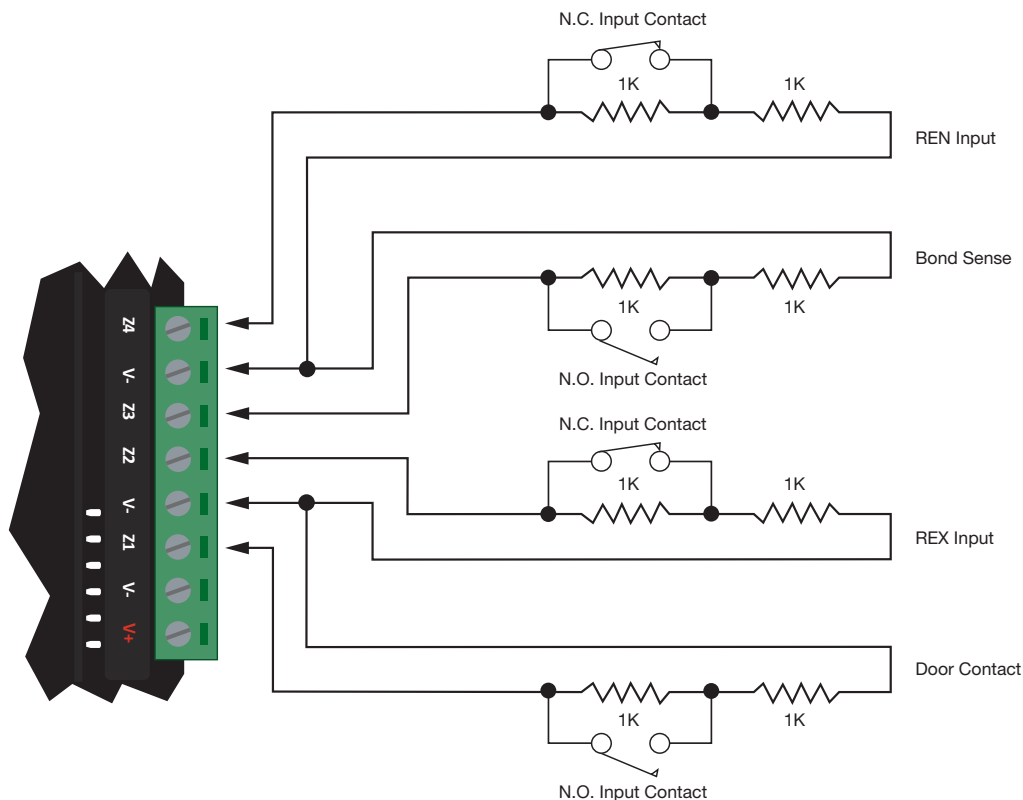 N.C. Input Contact
1K
1K
REN Input
Bond Sense
1K
1K
N.O. Input Contact
N.C. Input Contact
1K
1K
REX Input
Door Contact
1K
1K
N.O. Input Contact
Z4
V-
Z3
Z2
V-
Z1
V-
V+